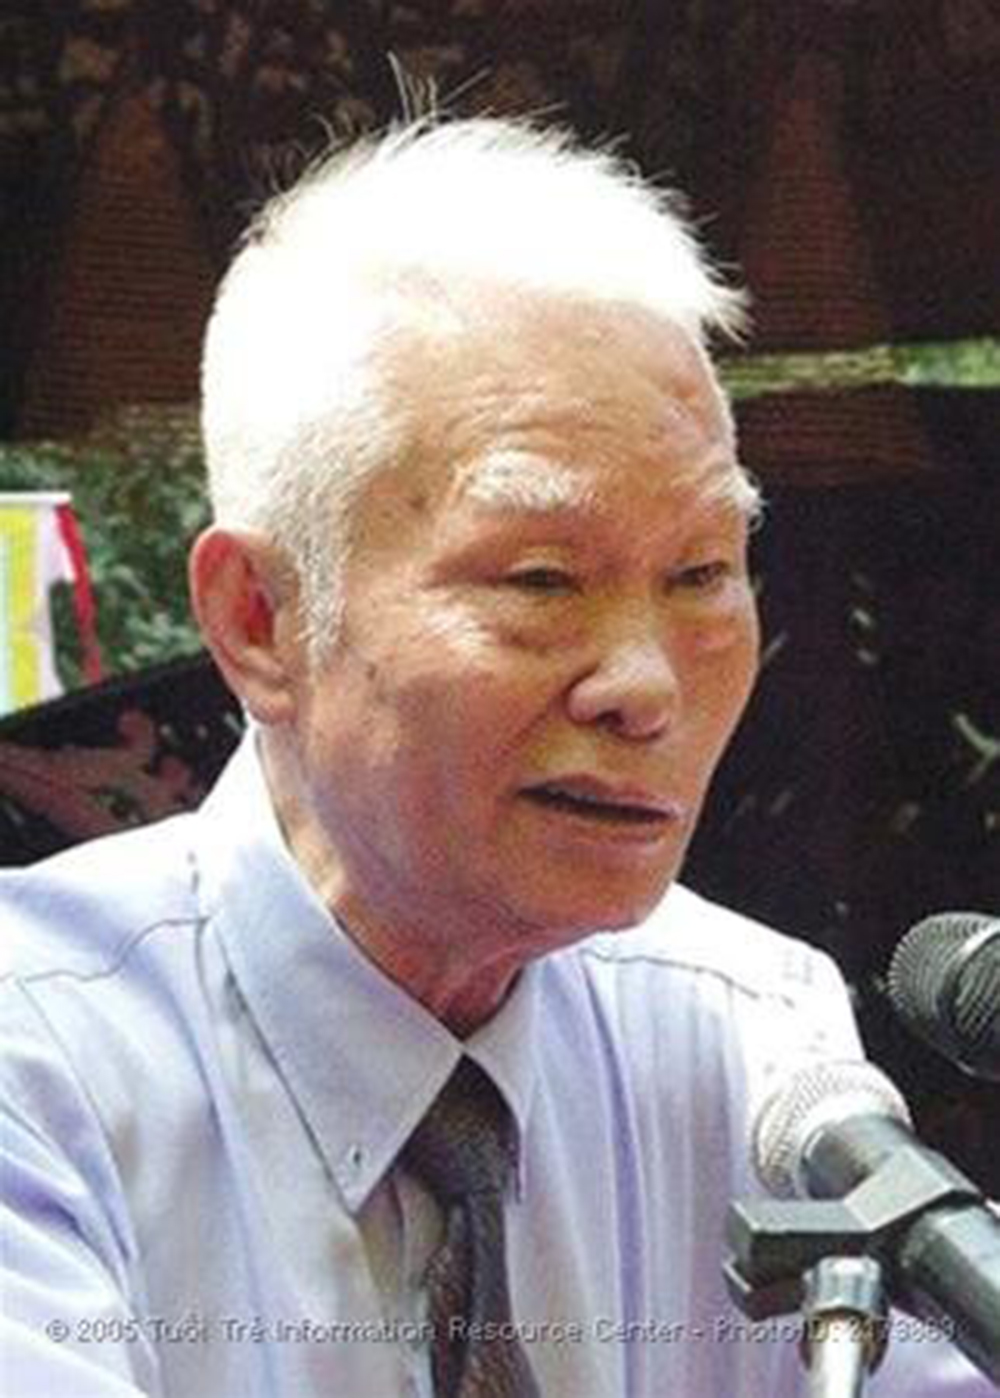 © 2005 Tuổi Trẻ Information Resource Center - Photo ID: